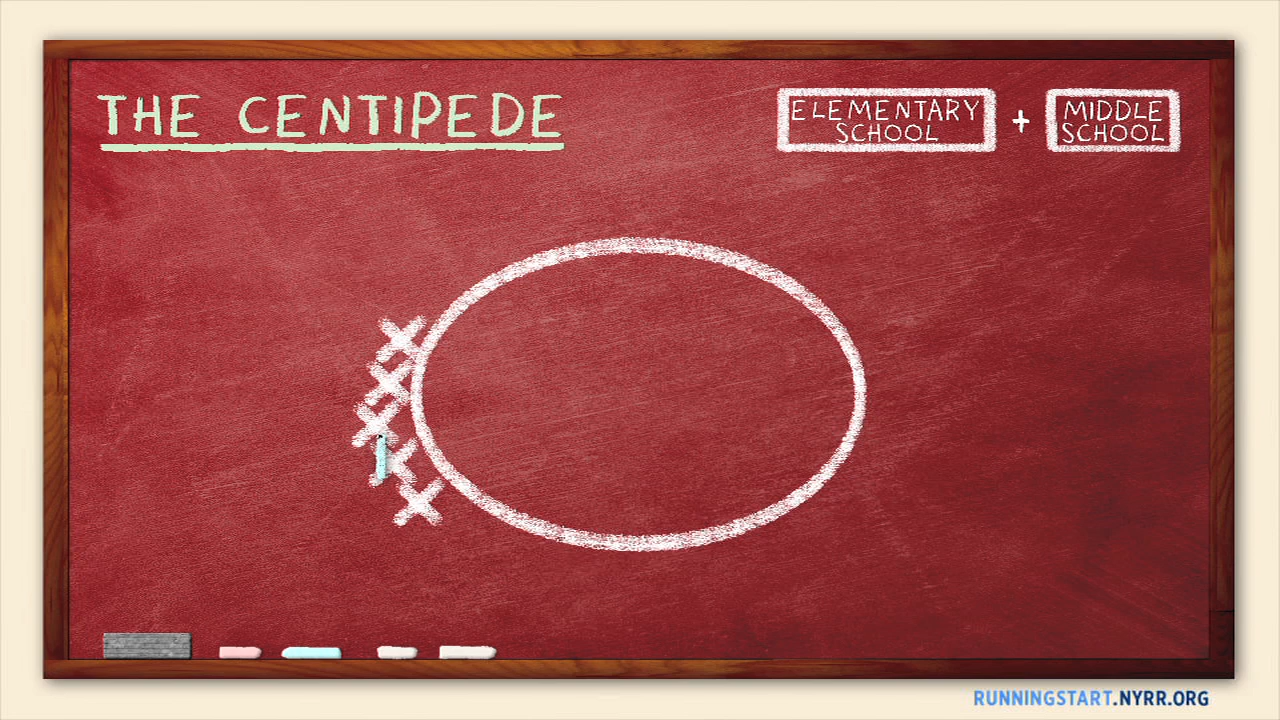 THE CENTIPEDE
ELEMENTARY
SCHOOL
+
MIDDLE
SCHOOL
RUNNINGSTART.NYRR.ORG